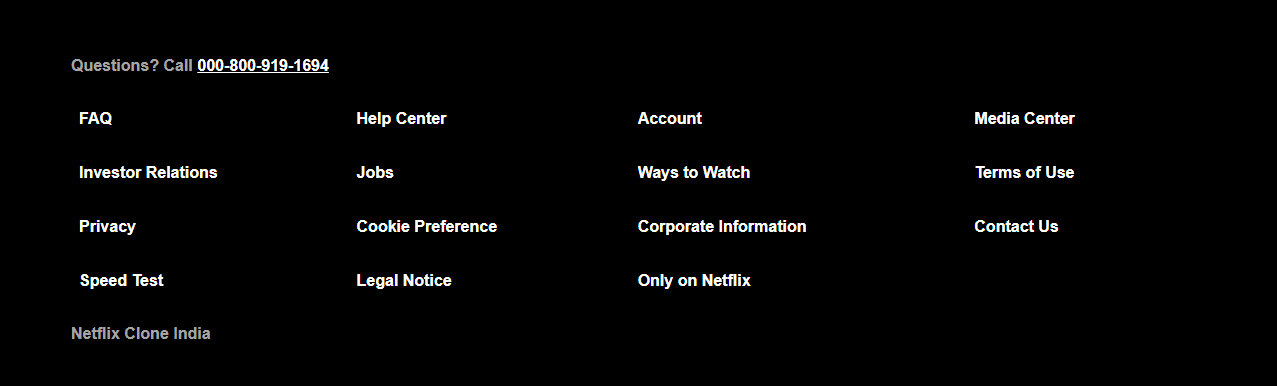 Questions? Call 000-800-919-1694
FAQ Help Center Account Media Center
Investor Relations Jobs Ways to Watch Terms of Use
Privacy Cookie Preference Corporate Information Contact Us
Speed Test Legal Notice Only on Netflix
Netflix Clone India